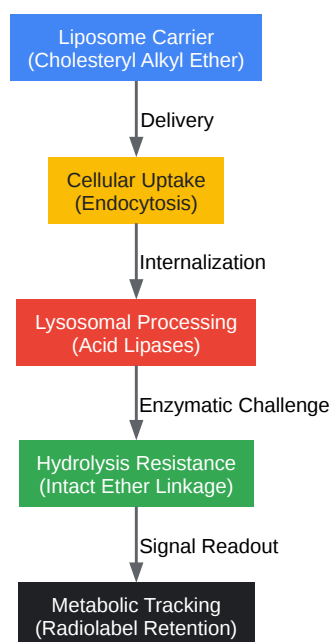 Liposome Carrier
(Cholesteryl Alkyl Ether)
Delivery
Cellular Uptake
(Endocytosis)
Internalization
Lysosomal Processing
(Acid Lipases)
Enzymatic Challenge
Hydrolysis Resistance
(Intact Ether Linkage)
Signal Readout
Metabolic Tracking
(Radiolabel Retention)